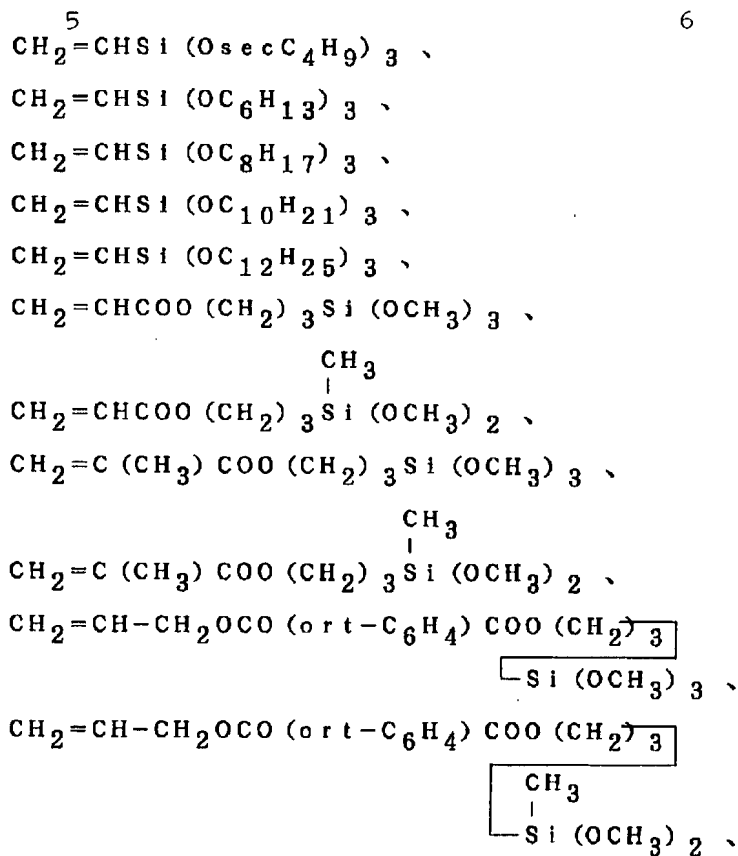 5 6
CH2=CHSi(OsecC4H9)3、
CH2=CHSi(OC6H13)3、
CH2=CHSi(OC8H17)3、
CH2=CHSi(OC10H21)3、
CH2=CHSi(OC12H25)3、
CH2=CHCOO(CH2)3Si(OCH3)3、
CH3
CH2=CHCOO(CH2)3Si(OCH3)2、
CH2=C(CH3)COO(CH2)3Si(OCH3)3、
CH3
CH2=C(CH3)COO(CH2)3Si(OCH3)2、
CH2=CH-CH2OCO(ort-C6H4)COO(CH2)3
-Si(OCH3)3、
CH2=CH-CH2OCO(ort-C6H4)COO(CH2)3
CH3
-Si(OCH3)2、